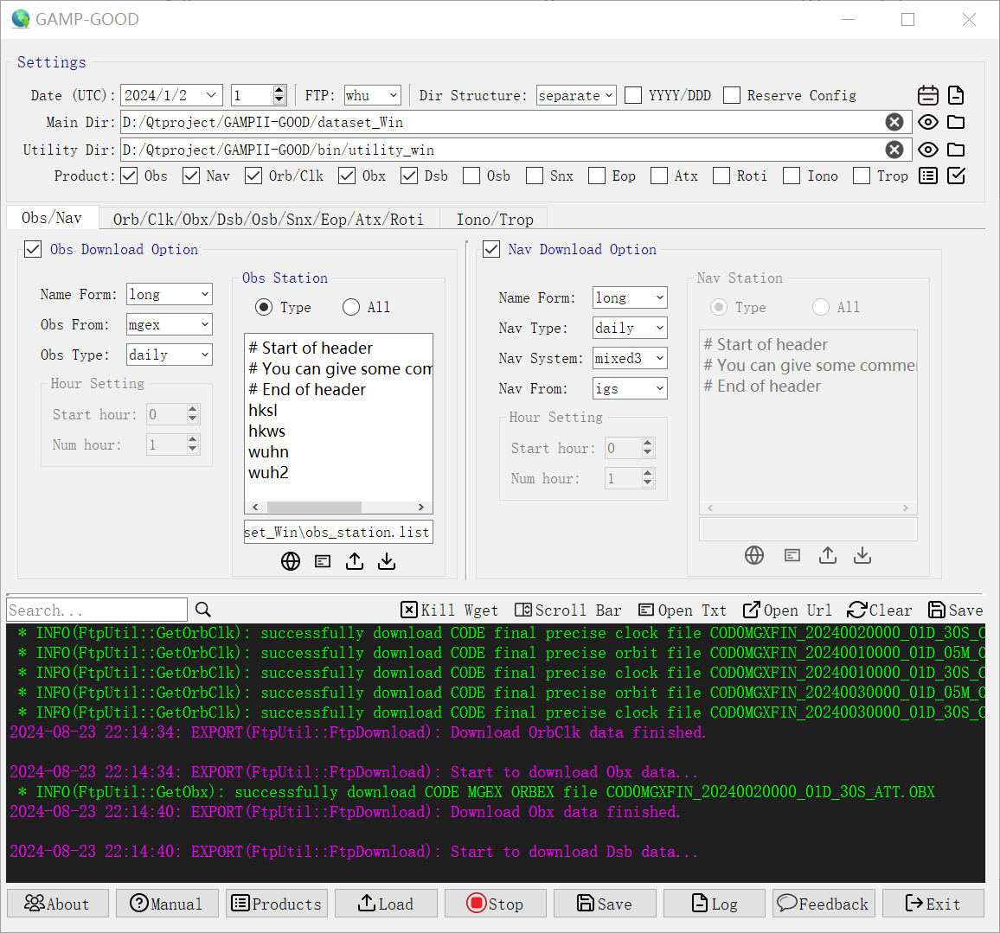 GAMP-GOOD
Settings
Date (UTC): 2024/1/2 1 FTP: whu Dir Structure: separate YYYY/DDD Reserve Config
Main Dir: D:/Qtproject/GAMPII-GOOD/dataset_Win
Utility Dir: D:/Qtproject/GAMPII-GOOD/bin/utility_win
Product: Obs Nav Orb/Clk Obx Dsb Osb Snx Eop Atx Roti Iono Trop
Obs/Nav Orb/Clk/Obx/Dsb/Osb/Snx/Eop/Atx/Roti Iono/Trop
Obs Download Option
Name Form: long
Obs From: mgex
Obs Type: daily
Hour Setting
Start hour: 0
Num hour: 1
Obs Station
Type All
# Start of header
# You can give some com
# End of header
hksl
hkws
wuhn
wuh2
set_Win\obs_station.list
Nav Download Option
Name Form: long
Nav Type: daily
Nav System: mixed3
Nav From: igs
Hour Setting
Start hour: 0
Num hour: 1
Nav Station
Type All
# Start of header
# You can give some comme
# End of header
Search... Kill Wget Scroll Bar Open Txt Open Url Clear Save
* INFO(FtpUtil::GetOrbClk): successfully download CODE final precise clock file COD0MGXFIN_20240020000_01D_30S_C
* INFO(FtpUtil::GetOrbClk): successfully download CODE final precise orbit file COD0MGXFIN_20240010000_01D_05M_O
* INFO(FtpUtil::GetOrbClk): successfully download CODE final precise clock file COD0MGXFIN_20240010000_01D_30S_C
* INFO(FtpUtil::GetOrbClk): successfully download CODE final precise orbit file COD0MGXFIN_20240030000_01D_05M_O
* INFO(FtpUtil::GetOrbClk): successfully download CODE final precise clock file COD0MGXFIN_20240030000_01D_30S_C
2024-08-23 22:14:34: EXPORT(FtpUtil::FtpDownload): Download OrbClk data finished.
2024-08-23 22:14:34: EXPORT(FtpUtil::FtpDownload): Start to download Obx data...
* INFO(FtpUtil::GetObx): successfully download CODE MGEX ORBEX file COD0MGXFIN_20240020000_01D_30S_ATT.OBX
2024-08-23 22:14:40: EXPORT(FtpUtil::FtpDownload): Download Obx data finished.
2024-08-23 22:14:40: EXPORT(FtpUtil::FtpDownload): Start to download Dsb data...
About Manual Products Load Stop Save Log Feedback Exit